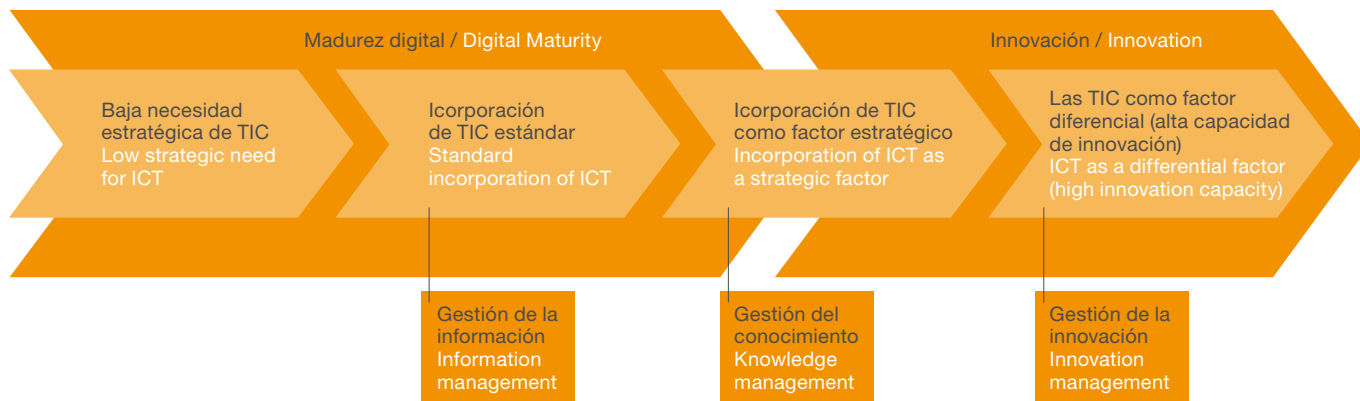 Madurez digital / Digital Maturity
Innovación / Innovation
Baja necesidad
estratégica de TIC
Low strategic need
for ICT
Icorporación
de TIC estándar
Standard
incorporation of ICT
Icorporación de TIC
como factor estratégico
Incorporation of ICT as
a strategic factor
Las TIC como factor
diferencial (alta capacidad
de innovación)
ICT as a differential factor
(high innovation capacity)
Gestión de la
información
Information
management
Gestión del
conocimiento
Knowledge
management
Gestión de la
innovación
Innovation
management